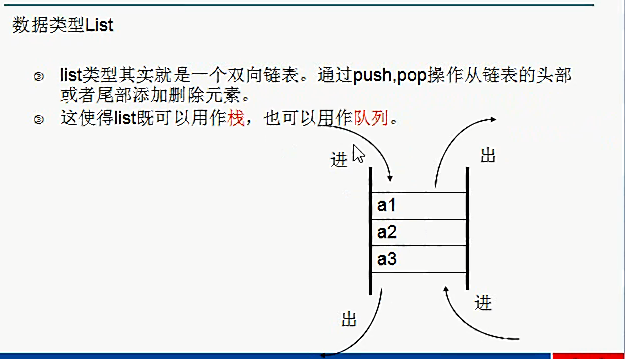 数据类型List
list类型其实就是一个双向链表。通过push,pop操作从链表的头部
或者尾部添加删除元素。
这使得list既可以用作栈，也可以用作队列。
进
出
a1
a2
a3
进
出